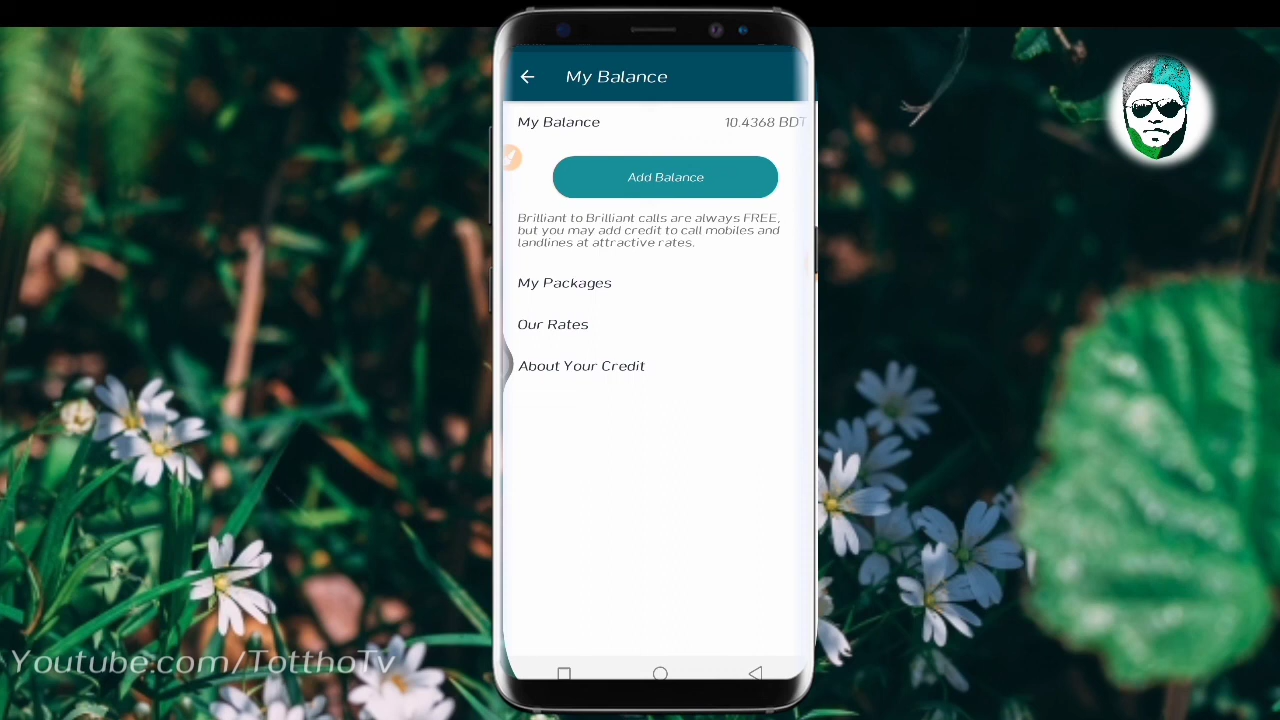 My Balance
My Balance 10.4368 BDT
Add Balance
Brilliant to Brilliant calls are always FREE,
but you may add credit to call mobiles and
landlines at attractive rates.
My Packages
Our Rates
About Your Credit
Youtube.com/TotthoTv